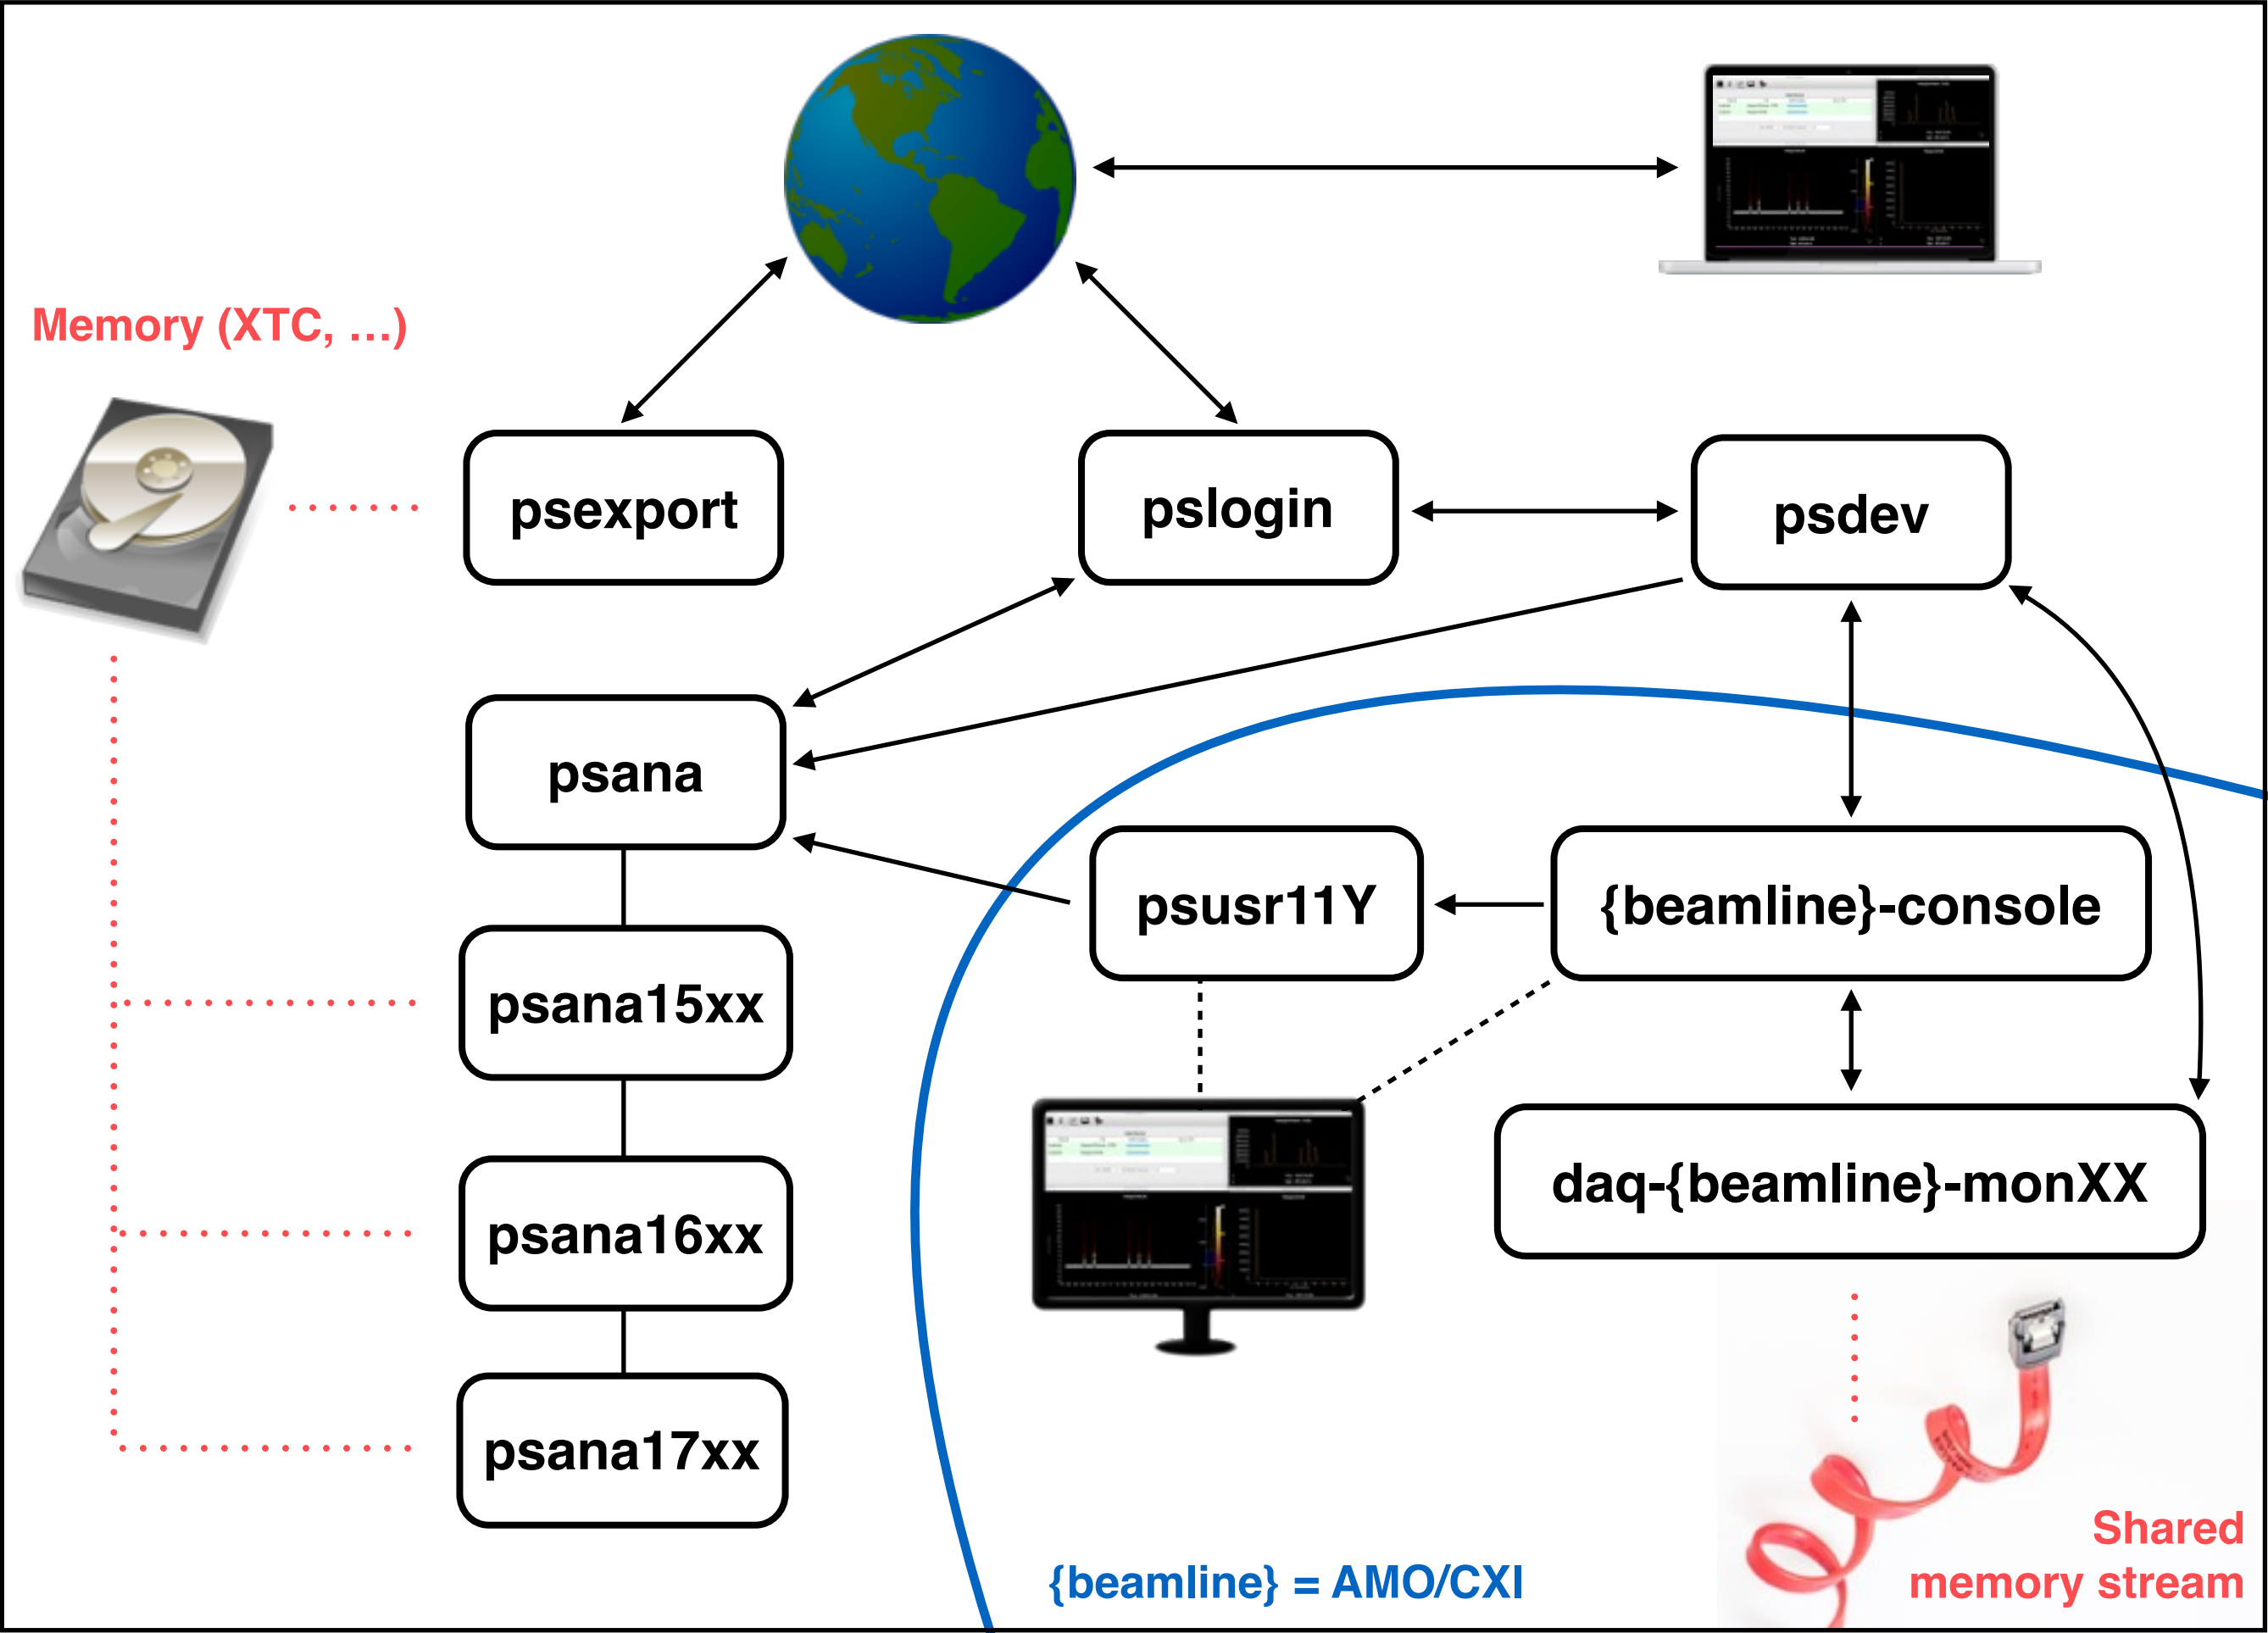 Memory (XTC, …)
psexport
pslogin
psdev
psana
psusr11Y
{beamline}-console
psana15xx
daq-{beamline}-monXX
psana16xx
psana17xx
Shared
memory stream
{beamline} = AMO/CXI